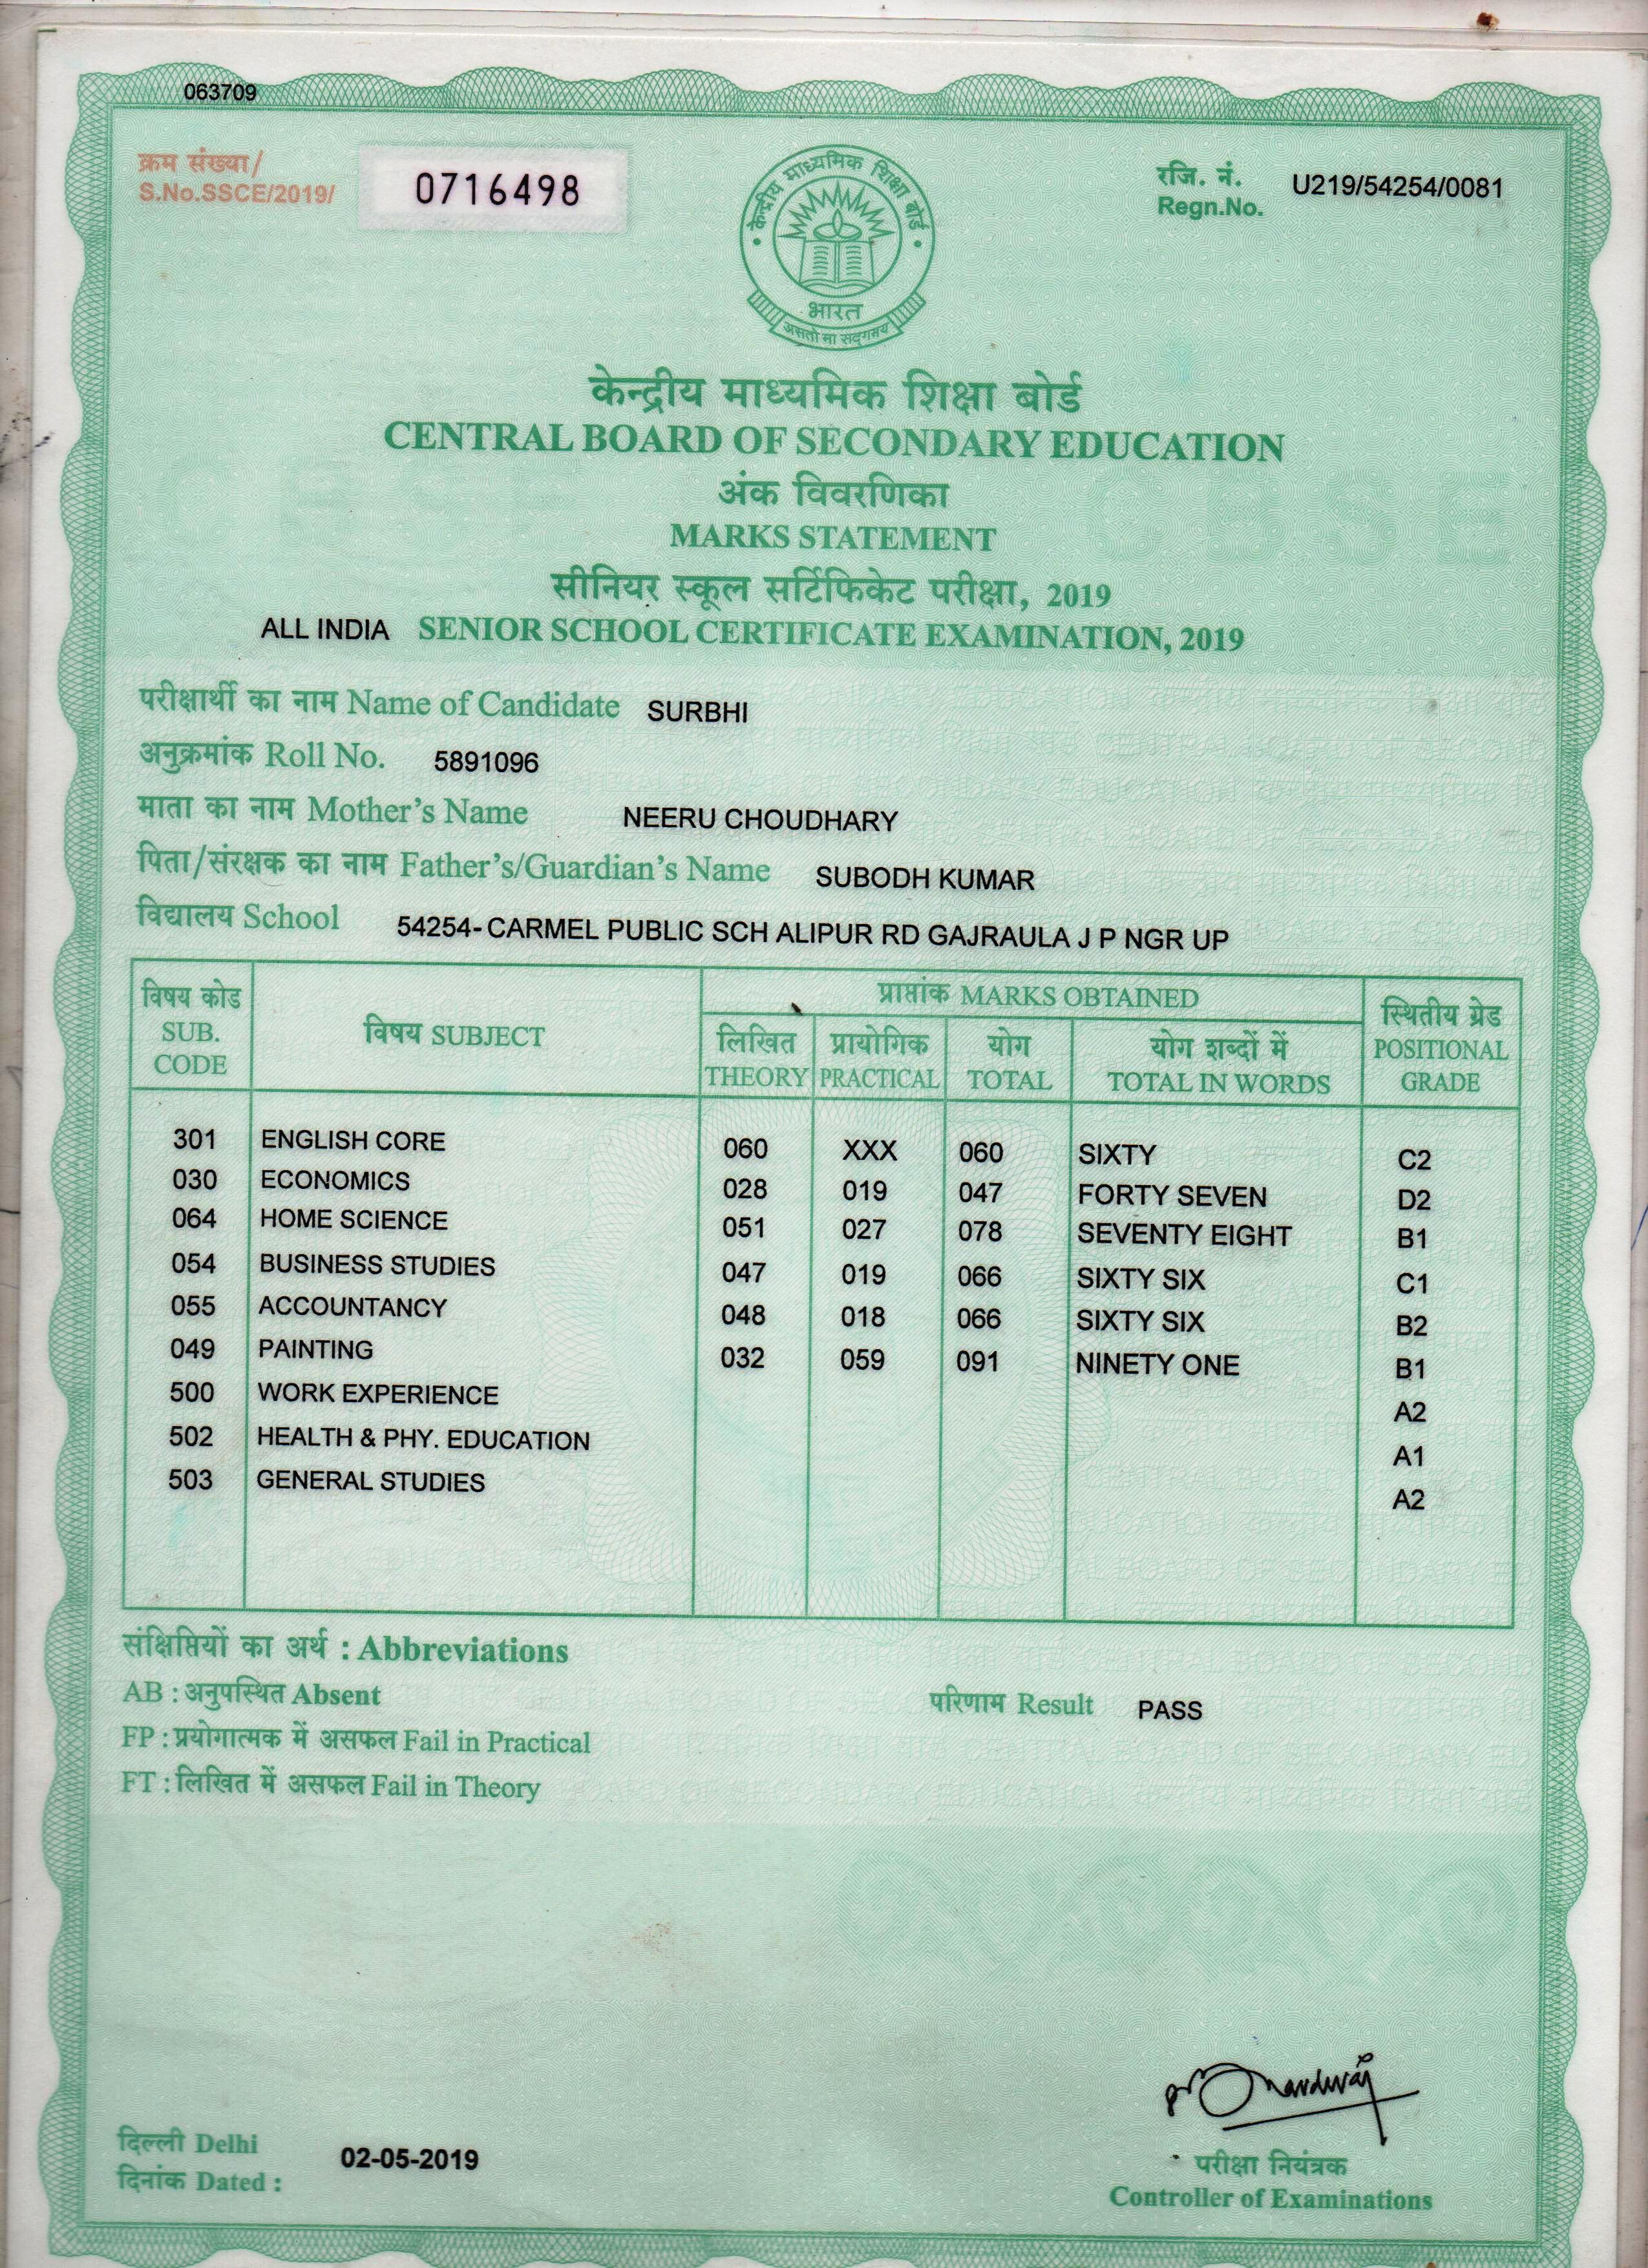 063709
क्रम संख्या/
S.No.SSCE/2019/ 0716498
रजि. नं.
Regn.No. U219/54254/0081
केन्द्रीय माध्यमिक शिक्षा बोर्ड
भारत
असतो मा सद्गमय
केन्द्रीय माध्यमिक शिक्षा बोर्ड
CENTRAL BOARD OF SECONDARY EDUCATION
अंक विवरणिका
MARKS STATEMENT
सीनियर स्कूल सर्टिफिकेट परीक्षा, 2019
ALL INDIA SENIOR SCHOOL CERTIFICATE EXAMINATION, 2019
परीक्षार्थी का नाम Name of Candidate SURBHI
अनुक्रमांक Roll No. 5891096
माता का नाम Mother's Name NEERU CHOUDHARY
पिता/संरक्षक का नाम Father's/Guardian's Name SUBODH KUMAR
विद्यालय School 54254- CARMEL PUBLIC SCH ALIPUR RD GAJRAULA J P NGR UP
विषय कोड
SUB.
CODE
विषय SUBJECT
प्राप्तांक MARKS OBTAINED
लिखित
THEORY
प्रायोगिक
PRACTICAL
योग
TOTAL
योग शब्दों में
TOTAL IN WORDS
स्थितीय ग्रेड
POSITIONAL
GRADE
301 ENGLISH CORE 060 XXX 060 SIXTY C2
030 ECONOMICS 028 019 047 FORTY SEVEN D2
064 HOME SCIENCE 051 027 078 SEVENTY EIGHT B1
054 BUSINESS STUDIES 047 019 066 SIXTY SIX C1
055 ACCOUNTANCY 048 018 066 SIXTY SIX B2
049 PAINTING 032 059 091 NINETY ONE B1
500 WORK EXPERIENCE A2
502 HEALTH & PHY. EDUCATION A1
503 GENERAL STUDIES A2
संक्षिप्तियों का अर्थ : Abbreviations
AB : अनुपस्थित Absent
परिणाम Result PASS
FP : प्रयोगात्मक में असफल Fail in Practical
FT : लिखित में असफल Fail in Theory
दिल्ली Delhi
दिनांक Dated : 02-05-2019
परीक्षा नियंत्रक
Controller of Examinations